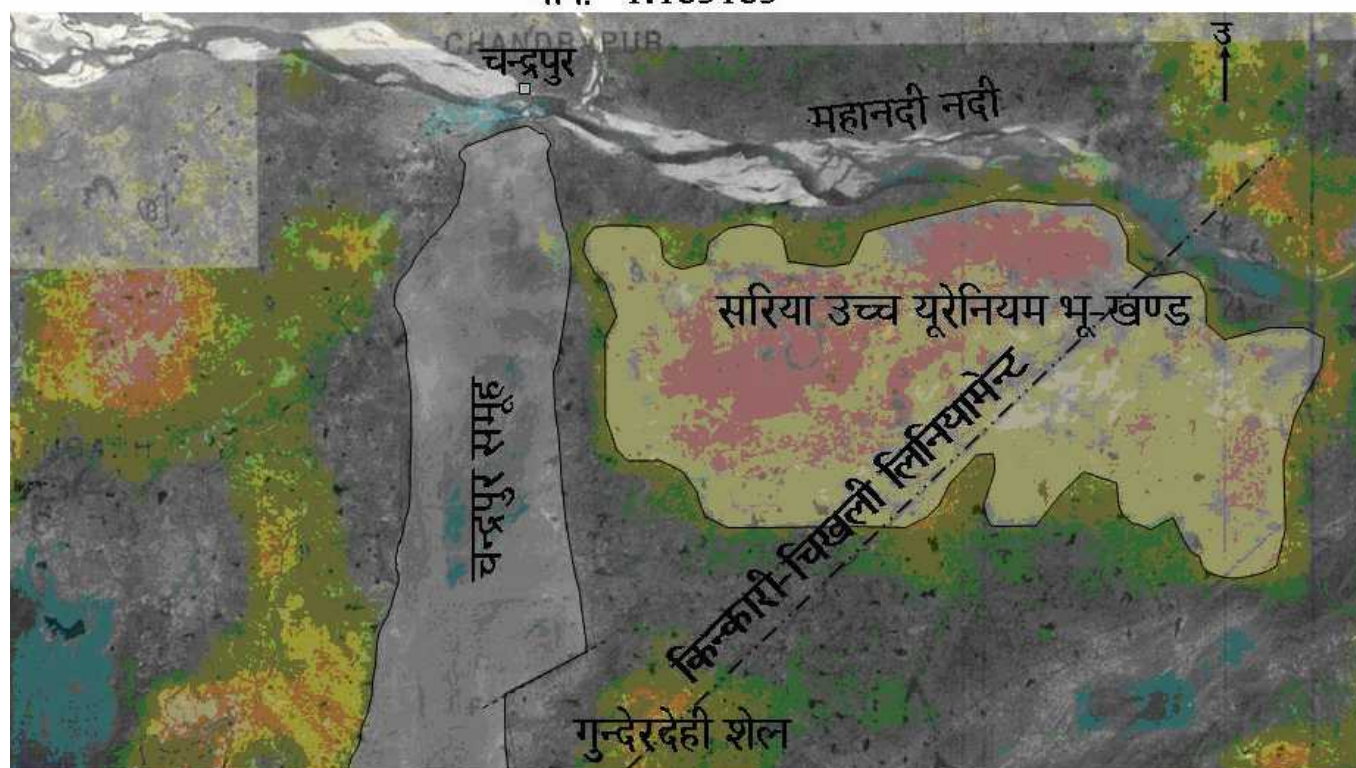 CHANDRAPUR
चन्द्रपुर
उ
महानदी नदी
सरिया उच्च यूरेनियम भू-खण्ड
चन्द्रपुर समूह
किन्कारी-चिखली लिनियामेन्ट
गुन्देरदेही शेल